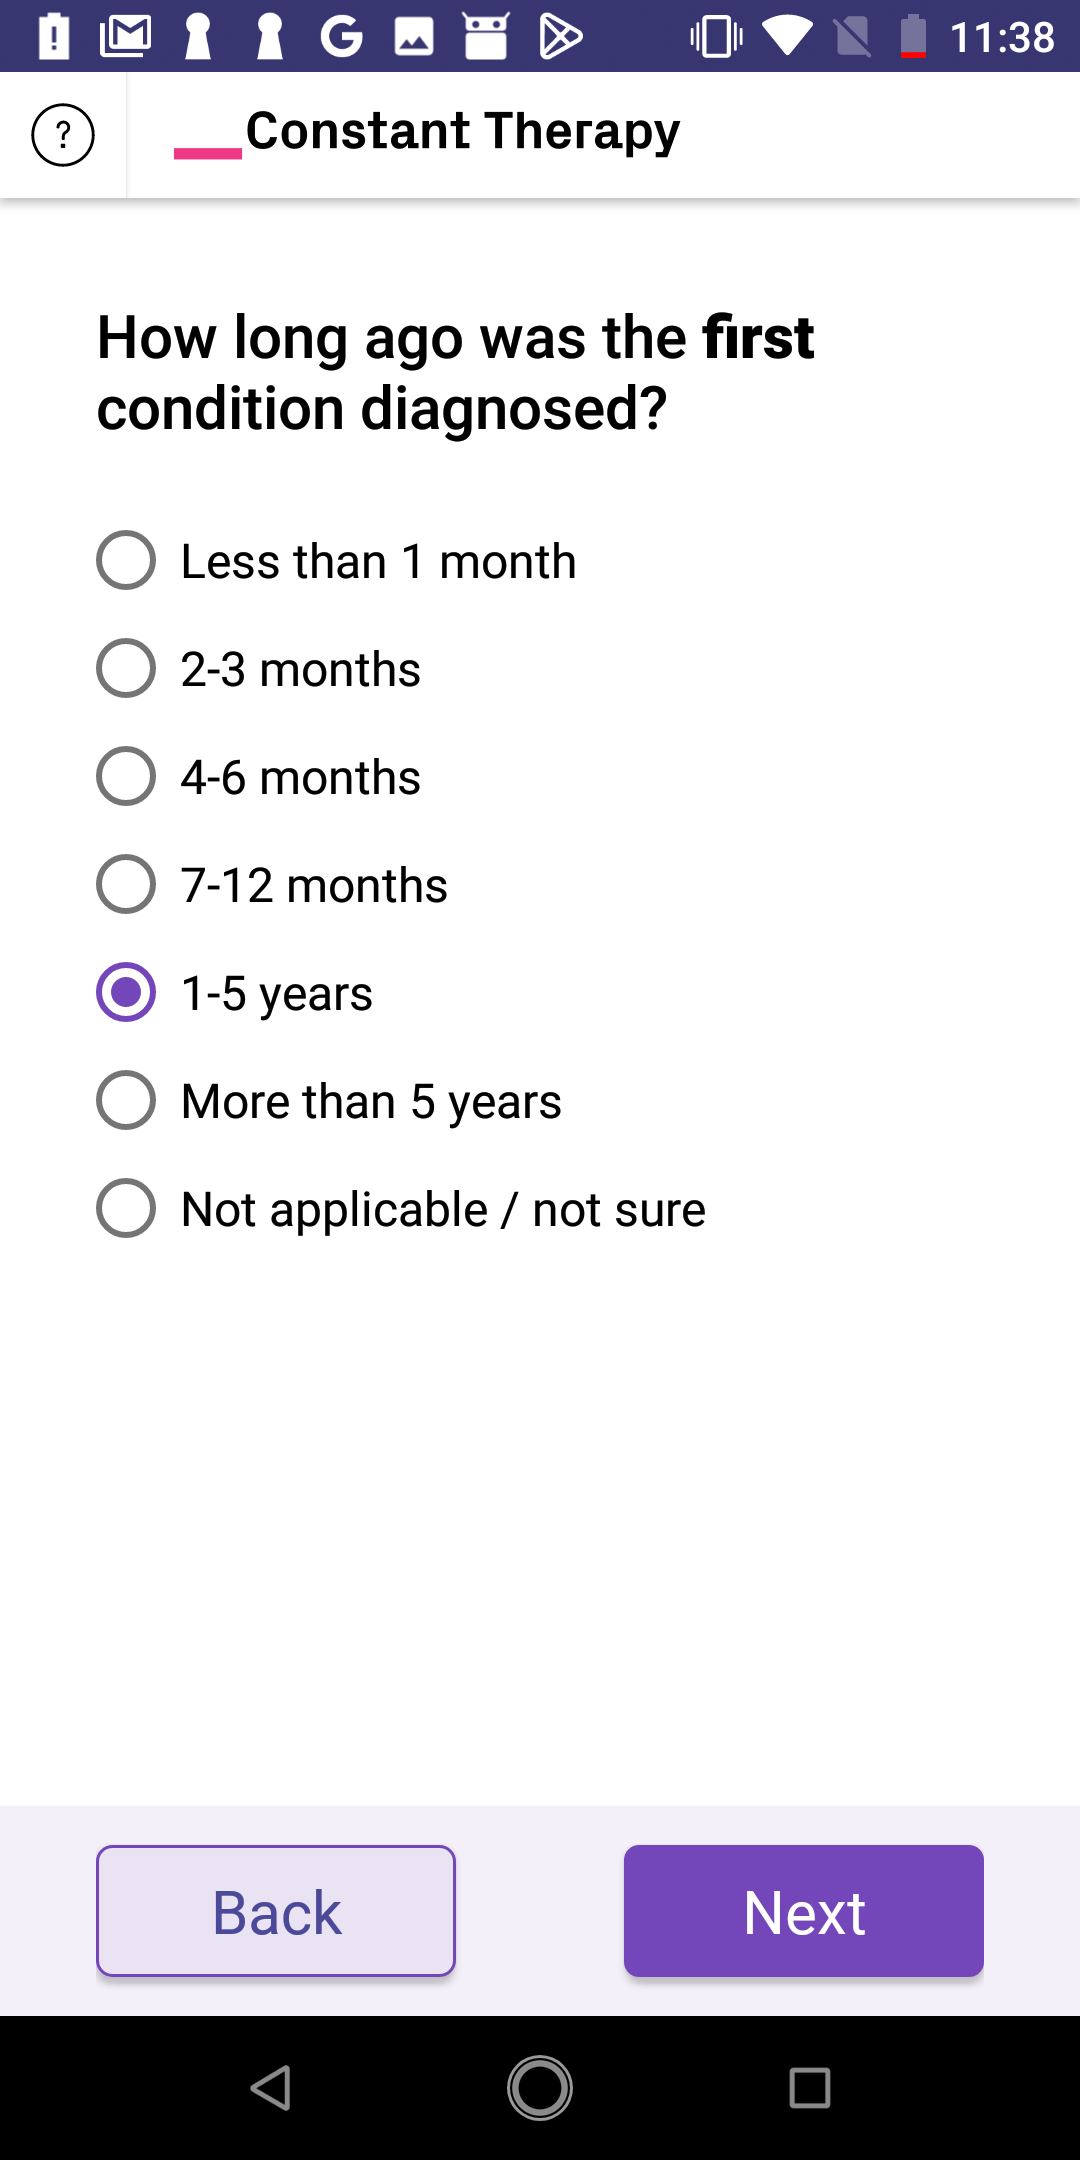 11:38
?
Constant Therapy
How long ago was the first
condition diagnosed?
Less than 1 month
2-3 months
4-6 months
7-12 months
1-5 years
More than 5 years
Not applicable / not sure
Back
Next